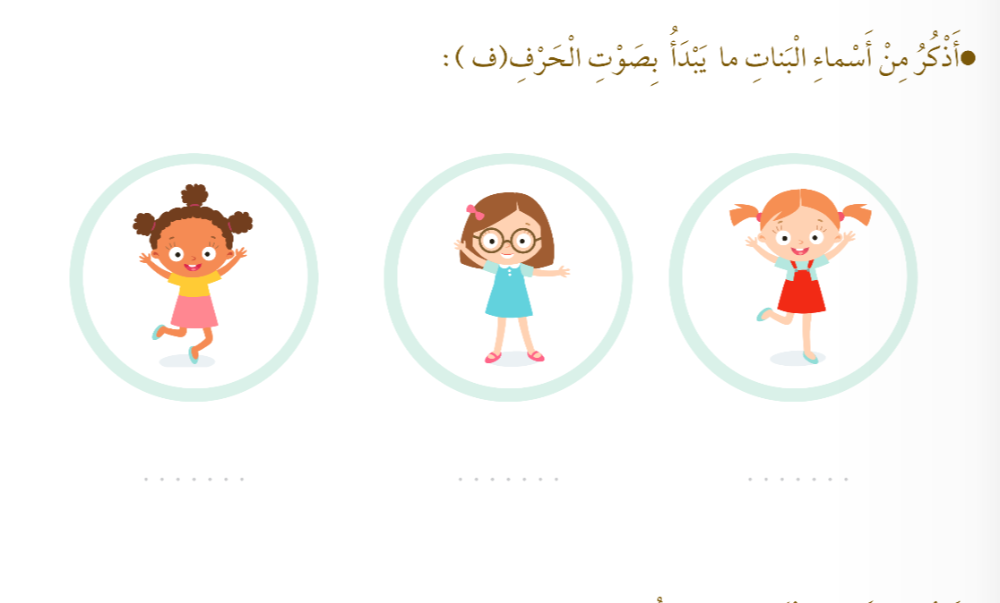 ●أَذْكُرُ مِنْ أَسْماءِ الْبَناتِ ما يَبْدَأُ بِصَوْتِ الْحَرْفِ(ف ) :
. . . . . . . . . . . . . . . . . . . . .